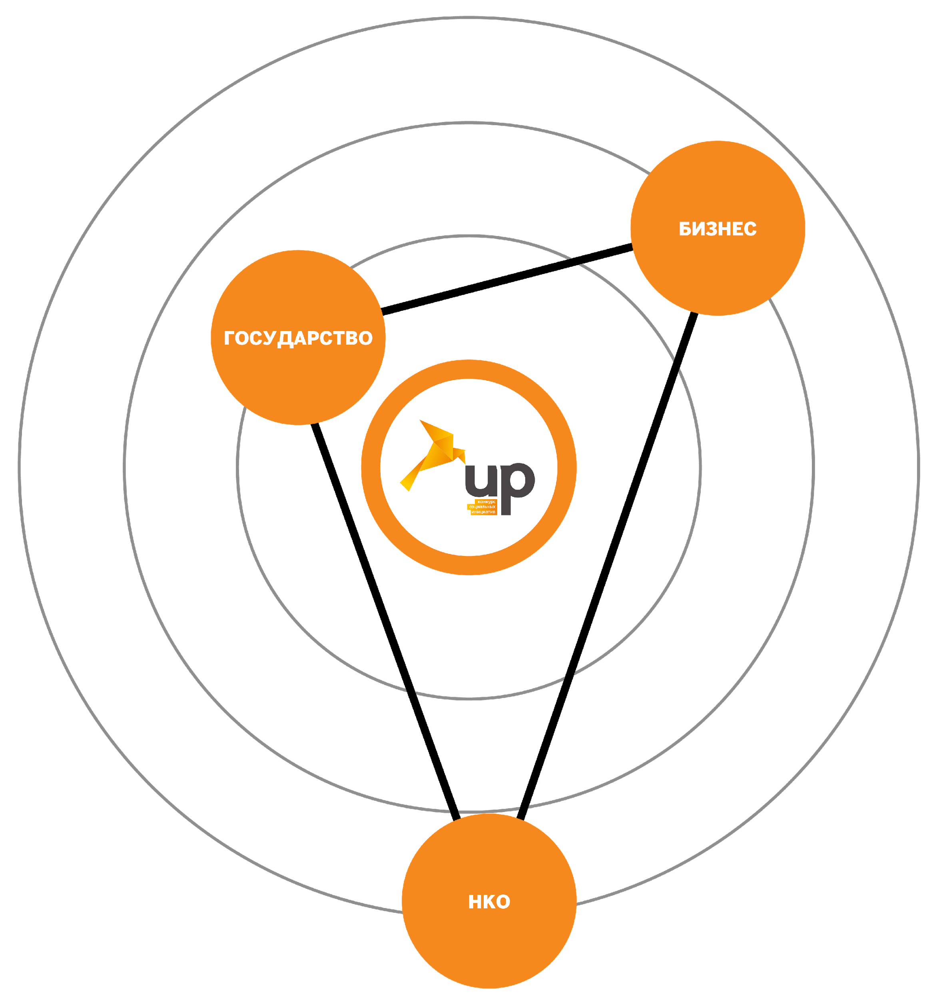 БИЗНЕС
ГОСУДАРСТВО
up
конкурс
социальных
инициатив
НКО